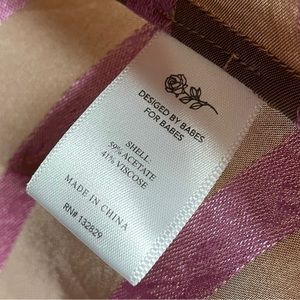 DESIGED BY BABES
FOR BABES
SHELL:
59% ACETATE
41% VISCOSE
MADE IN CHINA
RN# 132829